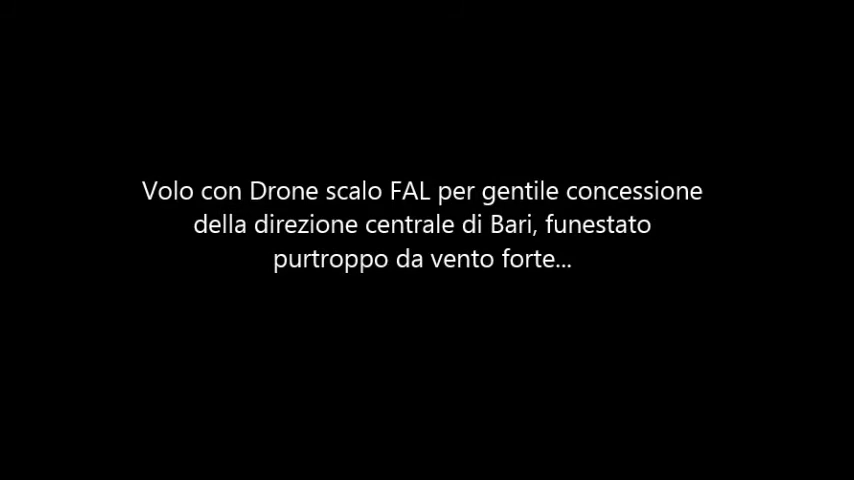 Volo con Drone scalo FAL per gentile concessione
della direzione centrale di Bari, funestato
purtroppo da vento forte...